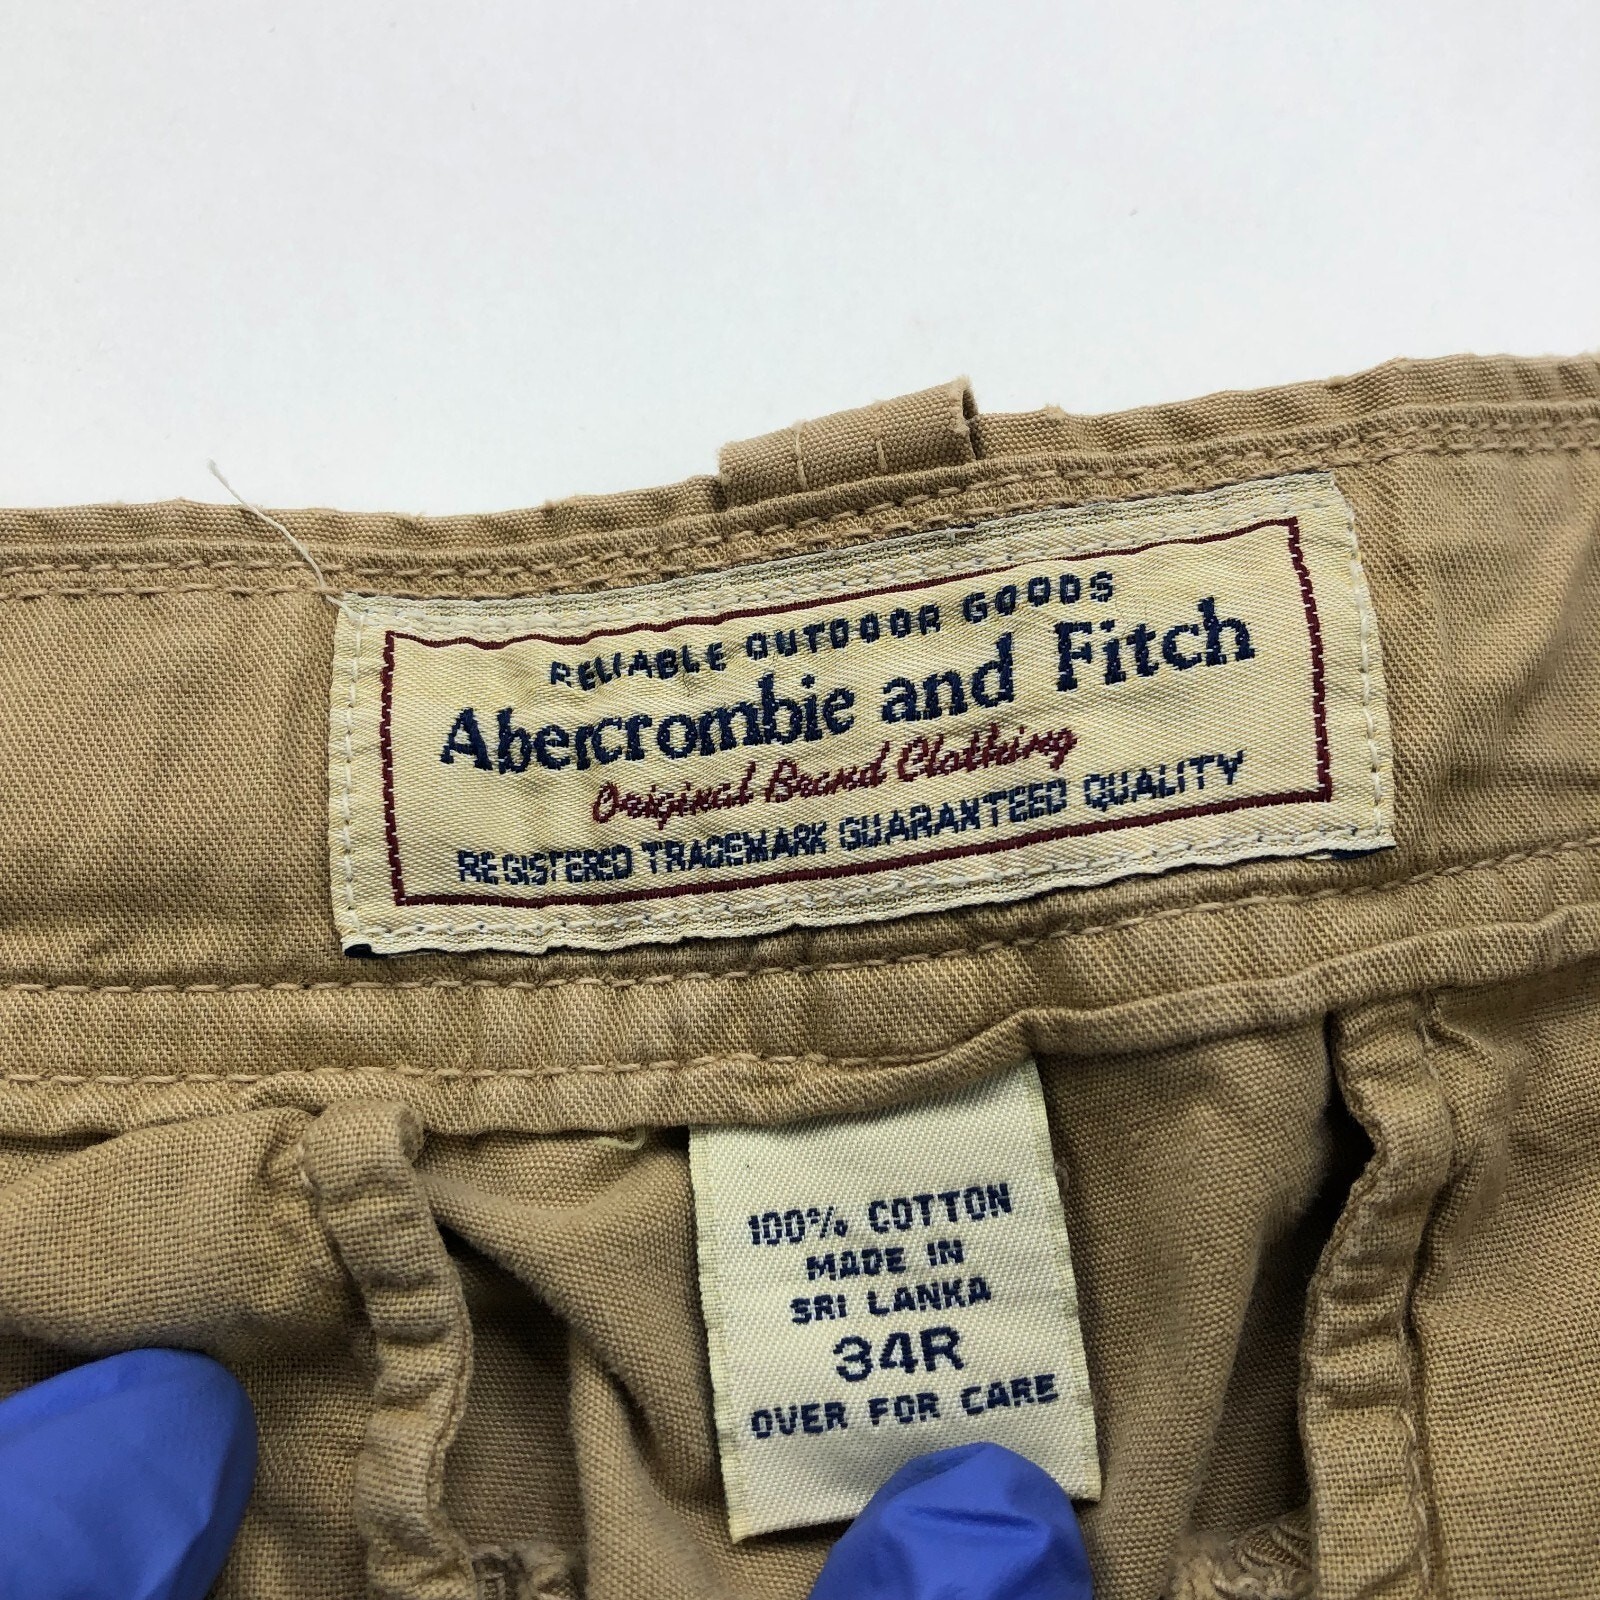 RELIABLE OUTDOOR GOODS
Abercrombie and Fitch
Original Brand Clothing
REGISTERED TRADEMARK GUARANTEED QUALITY
100% COTTON
MADE IN
SRI LANKA
34R
OVER FOR CARE